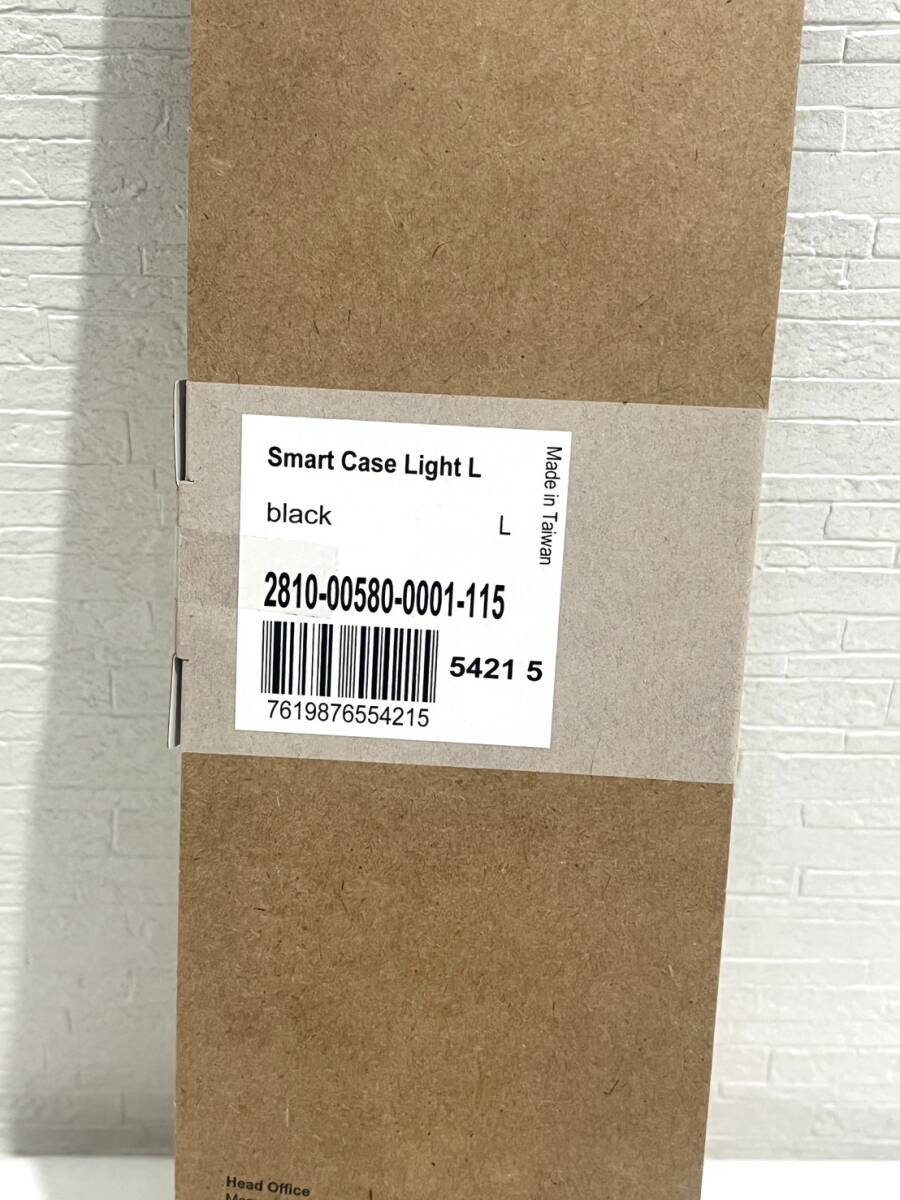 Smart Case Light L
black
L
Made in Taiwan
2810-00580-0001-115
5421 5
7619876554215
Head Office